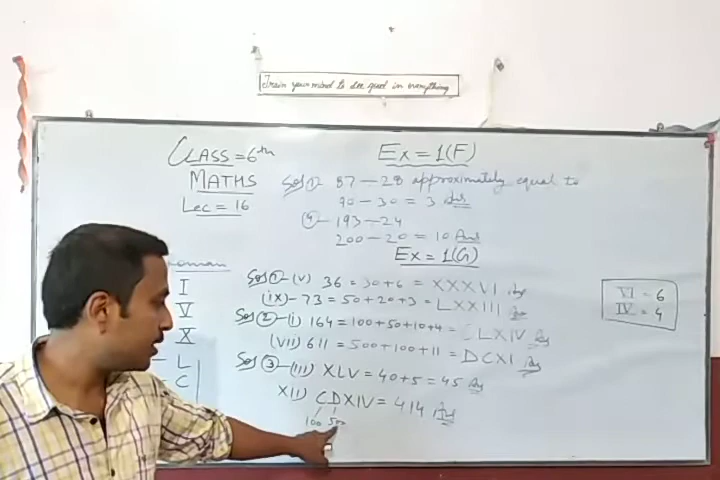 Train your mind to see good in everything
CLASS = 6th
MATHS
Lec = 16
Ex = 1(F)
Sol 1) 87 — 28 approximately equal to
90 — 30 = 3 Ans
(9) — 193 — 24
200 — 20 = 10 Ans
Ex = 1(G)
Sol ① — (v) 36 = 30 + 6 = XXXVI Ans
(ix) — 73 = 50 + 20 + 3 = LXXIII Ans
Sol ② — (i) 164 = 100 + 50 + 10 + 4 = CLXIV Ans
(VII) 611 = 500 + 100 + 11 = DCXI Ans
Sol ③ — (III) XLV = 40 + 5 = 45 Ans
XII) CDXIV = 414 Ans
100 500
I
V
X
L
C
VI = 6
IV = 4